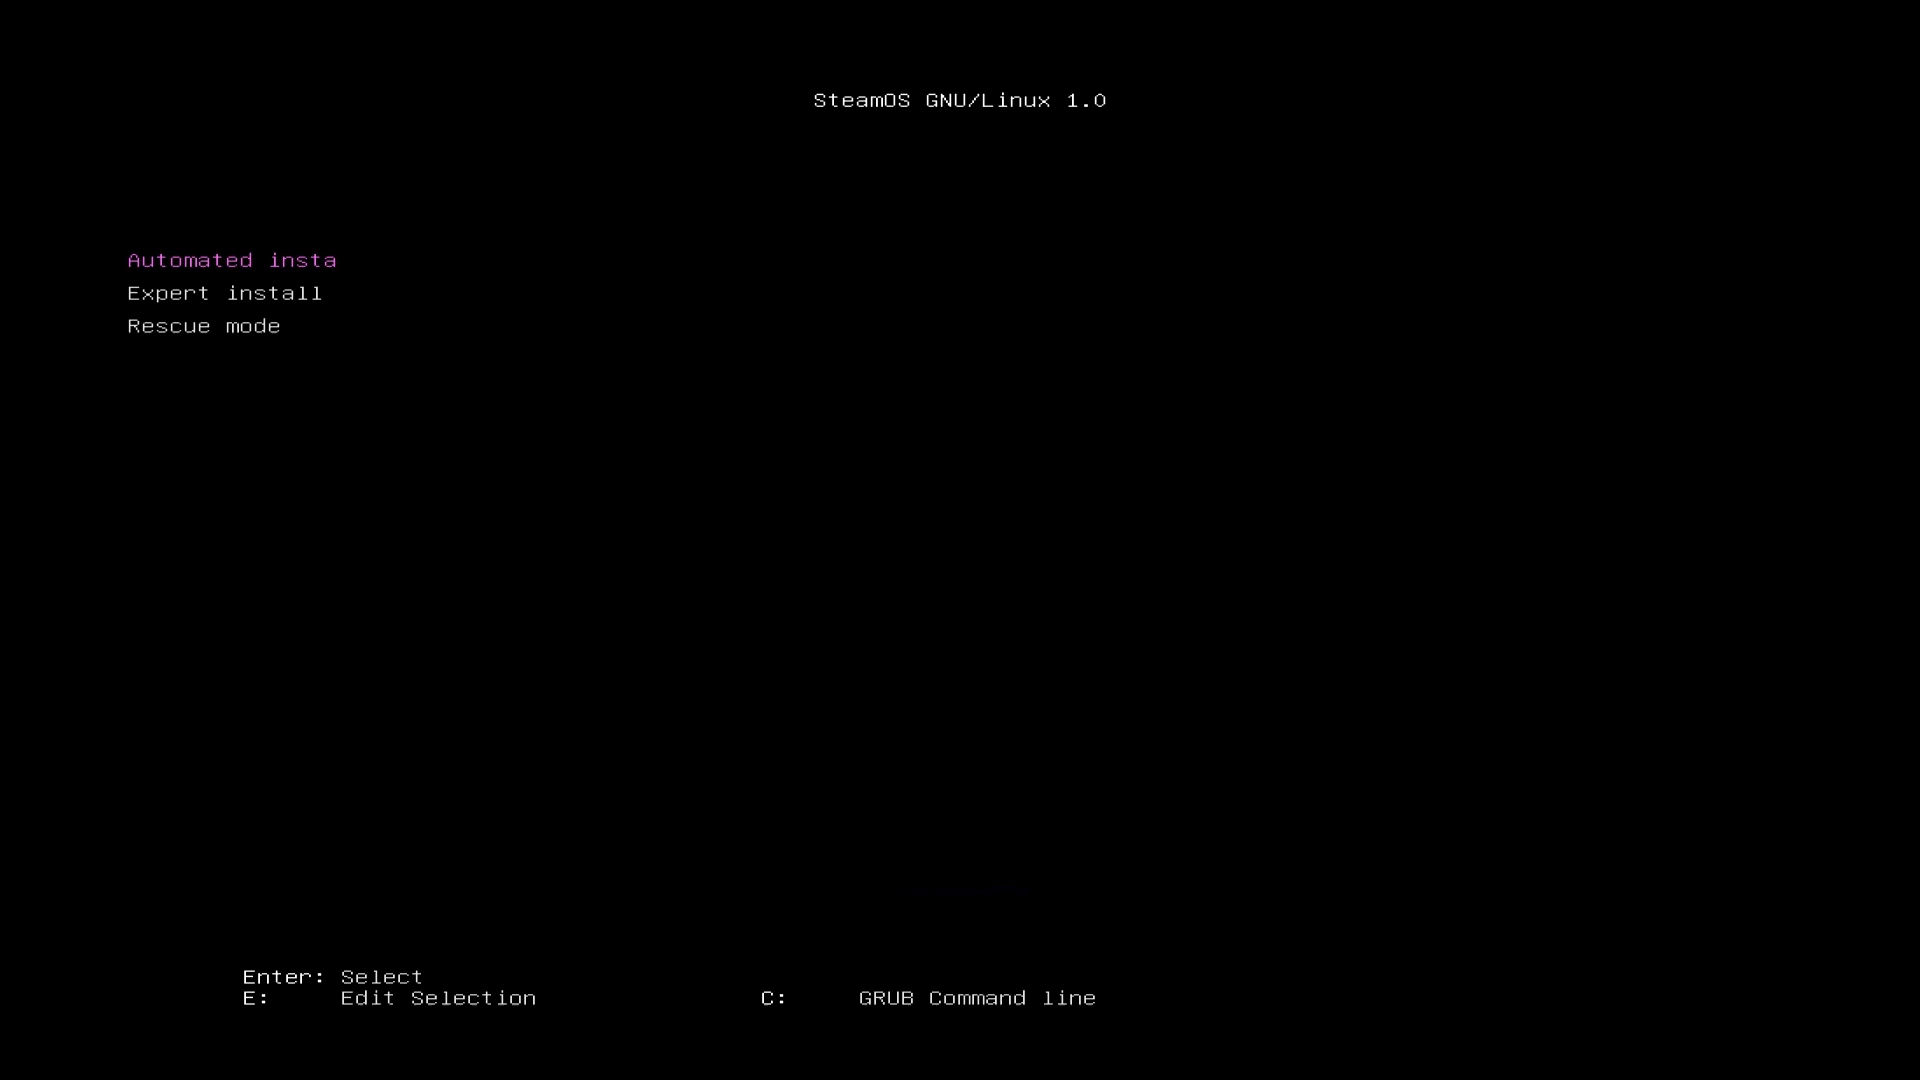 SteamOS GNU/Linux 1.0
Automated insta
Expert install
Rescue mode
Enter: Select
E: Edit Selection C: GRUB Command line